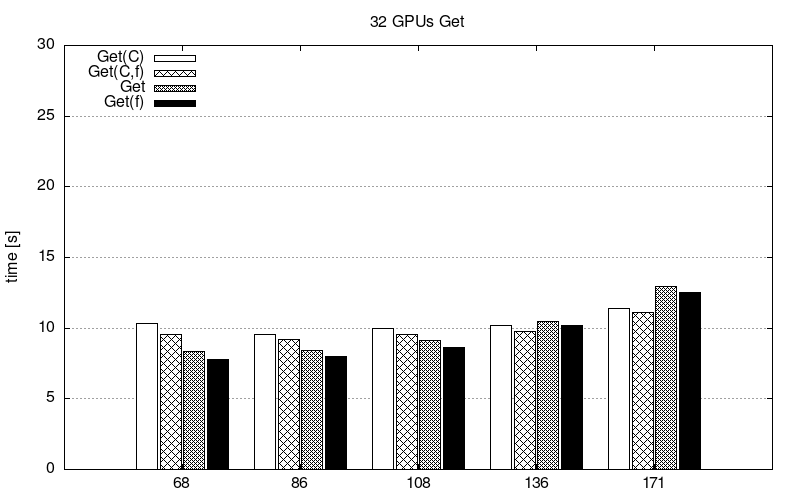 32 GPUs Get
30
25
20
15
10
5
0
time [s]
Get(C)
Get(C,f)
Get
Get(f)
68 86 108 136 171